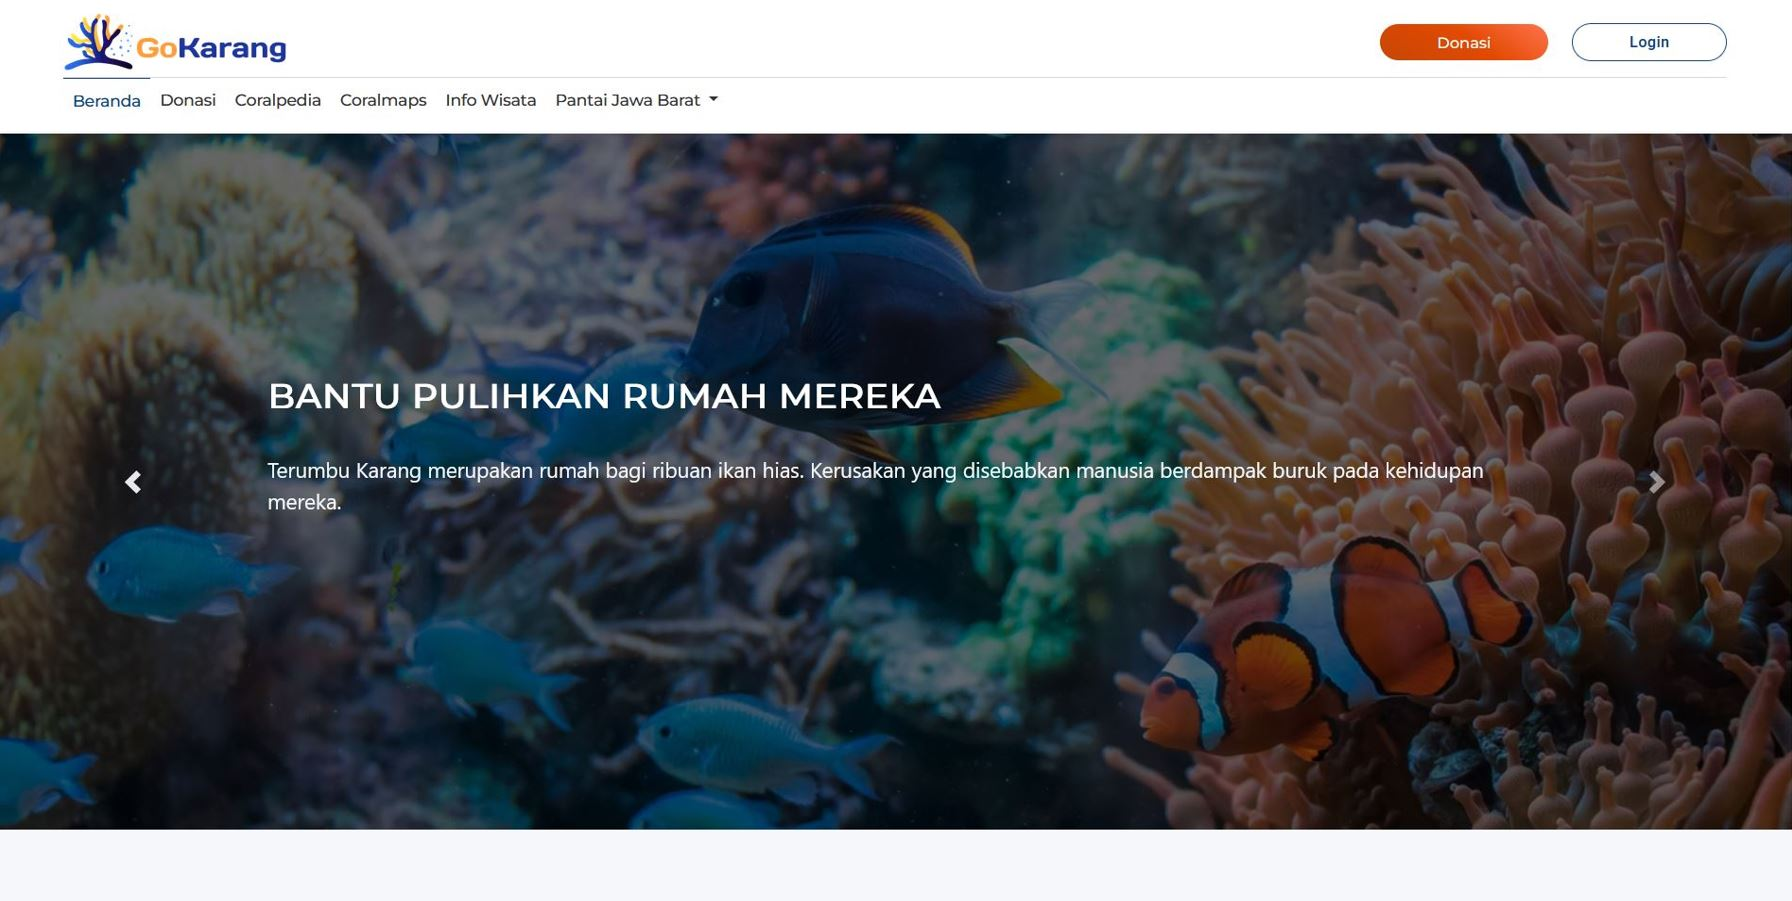 GoKarang
Donasi
Login
Beranda
Donasi
Coralpedia
Coralmaps
Info Wisata
Pantai Jawa Barat
BANTU PULIHKAN RUMAH MEREKA
Terumbu Karang merupakan rumah bagi ribuan ikan hias. Kerusakan yang disebabkan manusia berdampak buruk pada kehidupan
mereka.